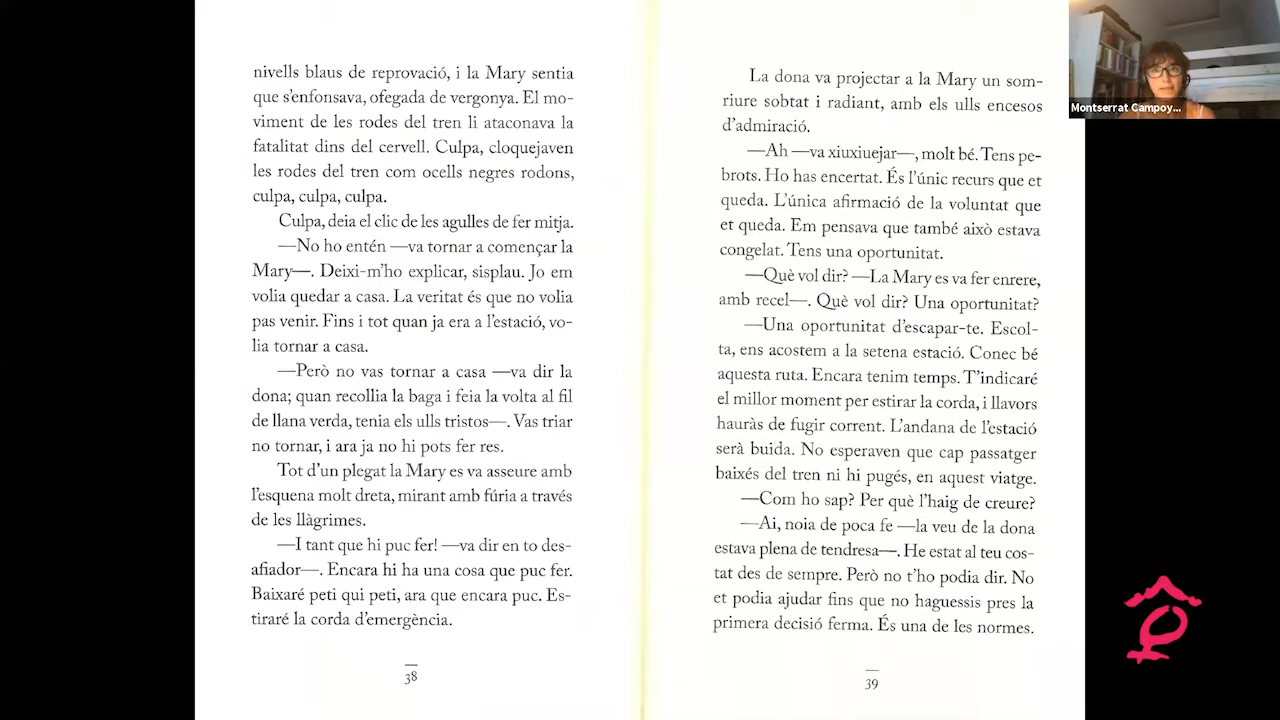 nivells blaus de reprovació, i la Mary sentia
que s'enfonsava, ofegada de vergonya. El mo-
viment de les rodes del tren li ataconava la
fatalitat dins del cervell. Culpa, cloquejaven
les rodes del tren com ocells negres rodons,
culpa, culpa, culpa.
Culpa, deia el clic de les agulles de fer mitja.
—No ho entén —va tornar a començar la
Mary—. Deixi-m'ho explicar, sisplau. Jo em
volia quedar a casa. La veritat és que no volia
pas venir. Fins i tot quan ja era a l'estació, vo-
lia tornar a casa.
—Però no vas tornar a casa —va dir la
dona; quan recollia la baga i feia la volta al fil
de llana verda, tenia els ulls tristos—. Vas triar
no tornar, i ara ja no hi pots fer res.
Tot d'un plegat la Mary es va asseure amb
l'esquena molt dreta, mirant amb fúria a través
de les llàgrimes.
—I tant que hi puc fer! —va dir en to des-
afiador—. Encara hi ha una cosa que puc fer.
Baixaré peti qui peti, ara que encara puc. Es-
tiraré la corda d'emergència.
38
La dona va projectar a la Mary un som-
riure sobtat i radiant, amb els ulls encesos
d'admiració.
—Ah —va xiuxiuejar—, molt bé. Tens pe-
brots. Ho has encertat. És l'únic recurs que et
queda. L'única afirmació de la voluntat que
et queda. Em pensava que també això estava
congelat. Tens una oportunitat.
—Què vol dir? —La Mary es va fer enrere,
amb recel—. Què vol dir? Una oportunitat?
—Una oportunitat d'escapar-te. Escol-
ta, ens acostem a la setena estació. Conec bé
aquesta ruta. Encara tenim temps. T'indicaré
el millor moment per estirar la corda, i llavors
hauràs de fugir corrent. L'andana de l'estació
serà buida. No esperaven que cap passatger
baixés del tren ni hi pugés, en aquest viatge.
—Com ho sap? Per què l'haig de creure?
—Ai, noia de poca fe —la veu de la dona
estava plena de tendresa—. He estat al teu cos-
tat des de sempre. Però no t'ho podia dir. No
et podia ajudar fins que no haguessis pres la
primera decisió ferma. És una de les normes.
39
Montserrat Campoy...